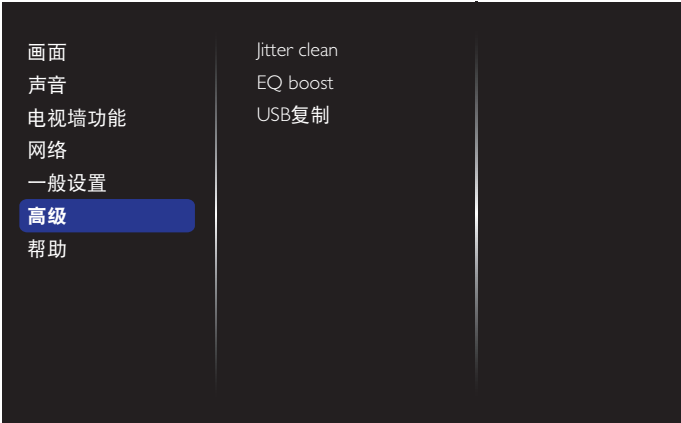 画面
声音
电视墙功能
网络
一般设置
高级
帮助
Jitter clean
EQ boost
USB复制